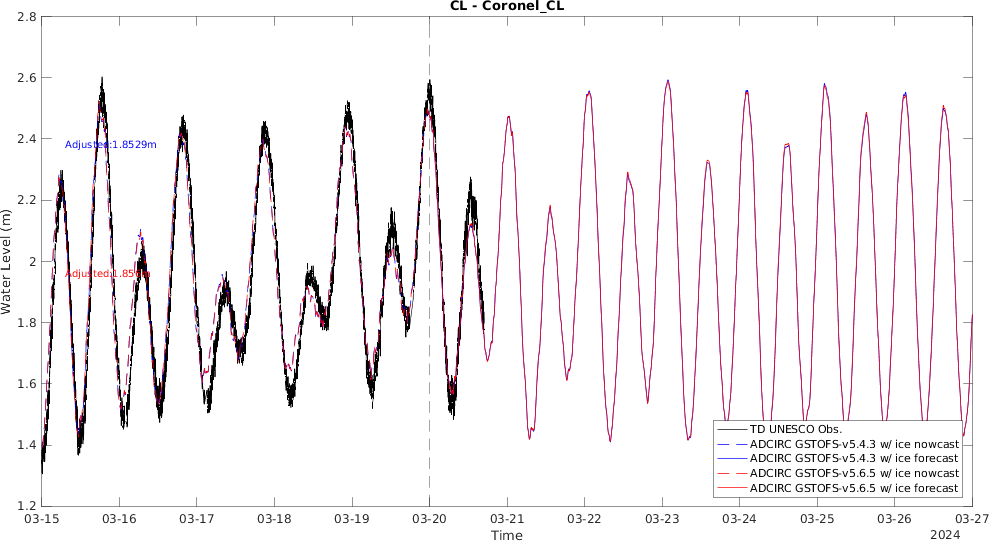 CL - Coronel_CL
2.8
2.6
2.4
2.2
2
1.8
1.6
1.4
1.2
Water Level (m)
Adjusted:1.8529m
TD UNESCO Obs.
ADCIRC GSTOFS-v5.4.3 w/ ice nowcast
ADCIRC GSTOFS-v5.4.3 w/ ice forecast
ADCIRC GSTOFS-v5.6.5 w/ ice nowcast
ADCIRC GSTOFS-v5.6.5 w/ ice forecast
03-15 03-16 03-17 03-18 03-19 03-20 03-21 03-22 03-23 03-24 03-25 03-26 03-27
Time
2024